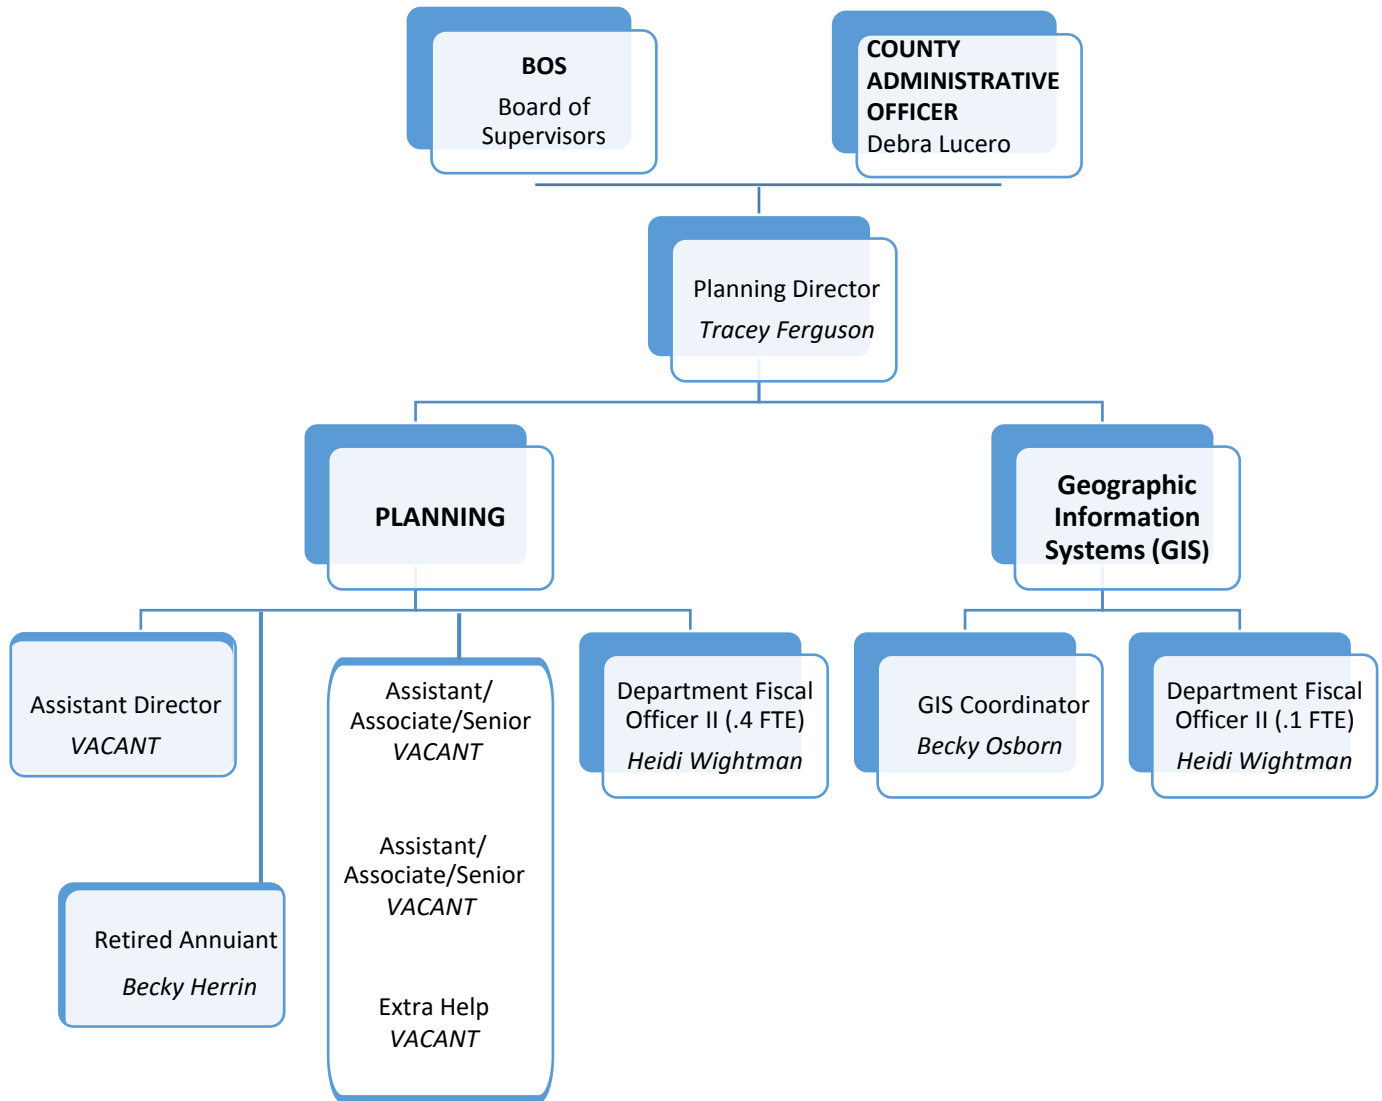 BOS
Board of
Supervisors
COUNTY
ADMINISTRATIVE
OFFICER
Debra Lucero
Planning Director
Tracey Ferguson
PLANNING
Geographic
Information
Systems (GIS)
Assistant Director
VACANT
Retired Annuiant
Becky Herrin
Assistant/
Associate/Senior
VACANT
Assistant/
Associate/Senior
VACANT
Extra Help
VACANT
Department Fiscal
Officer II (.4 FTE)
Heidi Wightman
GIS Coordinator
Becky Osborn
Department Fiscal
Officer II (.1 FTE)
Heidi Wightman